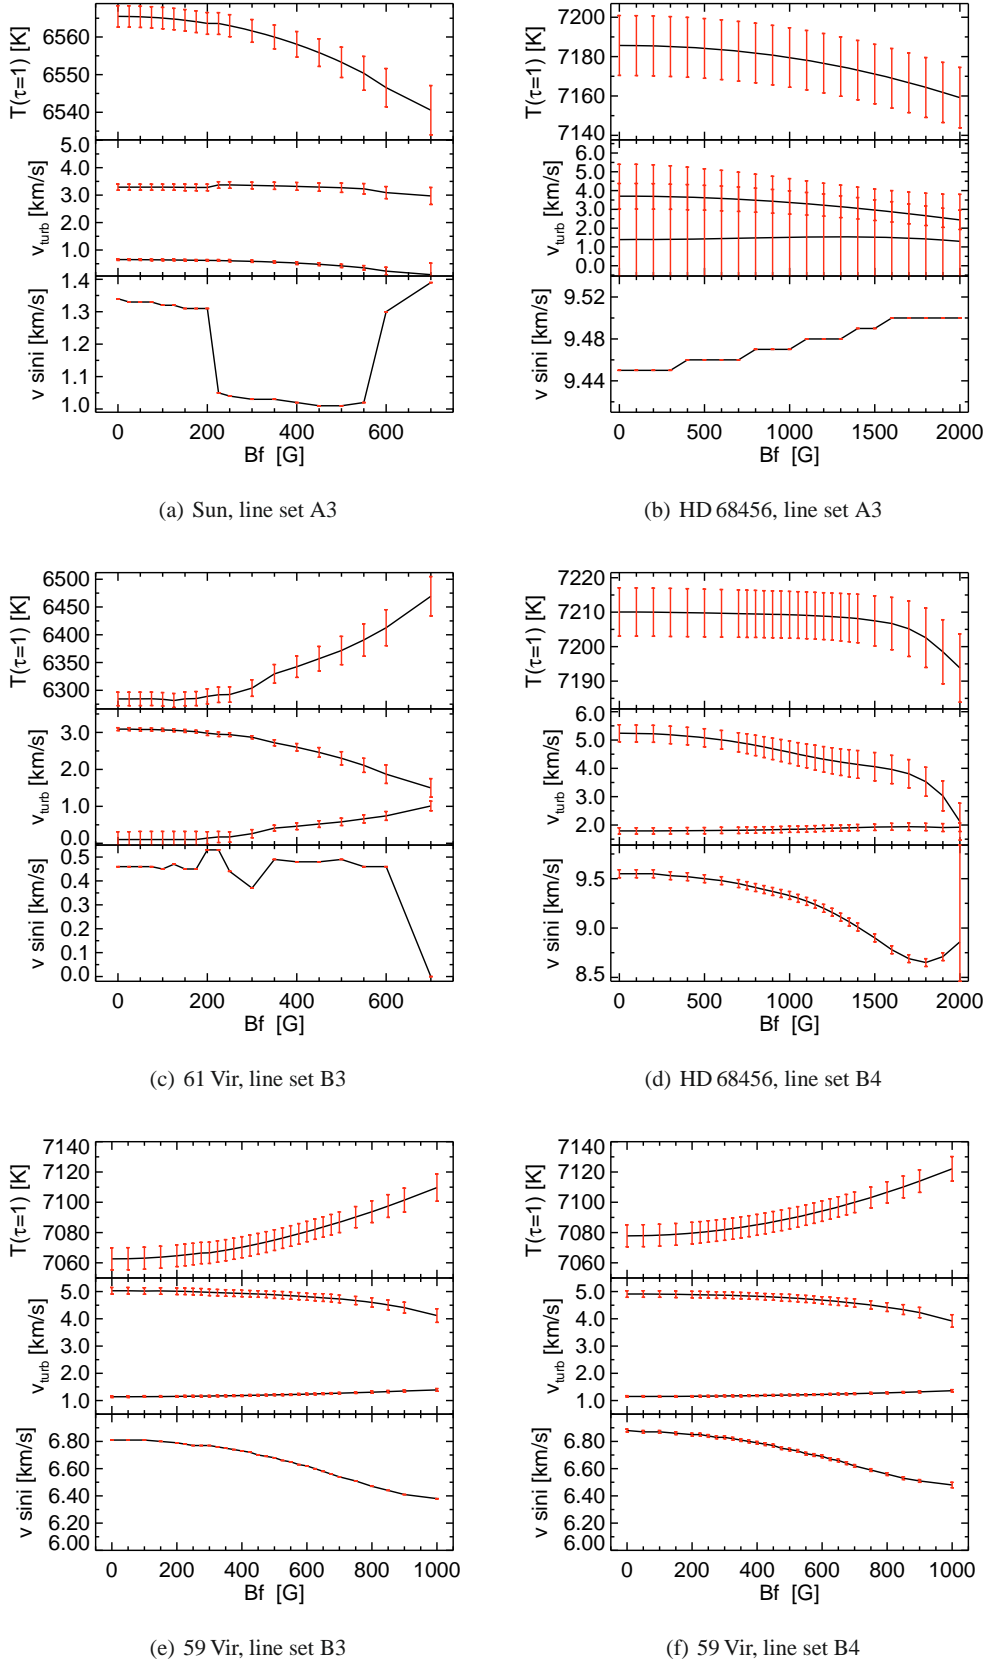 T(τ=1) [K]
6560
6550
6540
v_turb [km/s]
5.0
4.0
3.0
2.0
1.0
v sini [km/s]
1.4
1.3
1.2
1.1
1.0
0 200 400 600
Bf [G]
(a) Sun, line set A3
T(τ=1) [K]
7200
7180
7160
7140
v_turb [km/s]
6.0
5.0
4.0
3.0
2.0
1.0
0.0
v sini [km/s]
9.52
9.48
9.44
0 500 1000 1500 2000
Bf [G]
(b) HD 68456, line set A3
T(τ=1) [K]
6500
6450
6400
6350
6300
v_turb [km/s]
3.0
2.0
1.0
0.0
v sini [km/s]
0.5
0.4
0.3
0.2
0.1
0.0
0 200 400 600
Bf [G]
(c) 61 Vir, line set B3
T(τ=1) [K]
7220
7210
7200
7190
v_turb [km/s]
6.0
5.0
4.0
3.0
2.0
v sini [km/s]
9.5
9.0
8.5
0 500 1000 1500 2000
Bf [G]
(d) HD 68456, line set B4
T(τ=1) [K]
7140
7120
7100
7080
7060
v_turb [km/s]
5.0
4.0
3.0
2.0
1.0
v sini [km/s]
6.80
6.60
6.40
6.20
6.00
0 200 400 600 800 1000
Bf [G]
(e) 59 Vir, line set B3
T(τ=1) [K]
7140
7120
7100
7080
7060
v_turb [km/s]
5.0
4.0
3.0
2.0
1.0
v sini [km/s]
6.80
6.60
6.40
6.20
6.00
0 200 400 600 800 1000
Bf [G]
(f) 59 Vir, line set B4